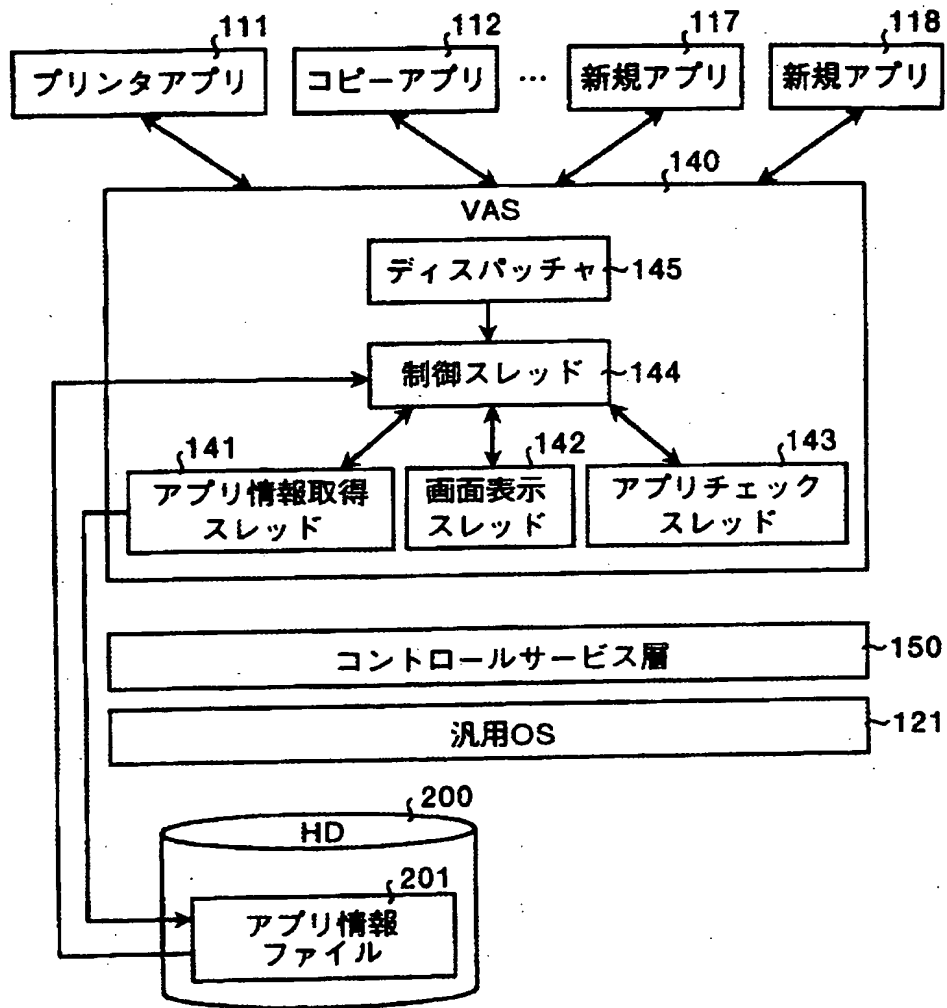 111
112
117
118
プリンタアプリ
コピーアプリ
…
新規アプリ
新規アプリ
140
VAS
ディスパッチャ
145
制御スレッド
144
141
142
143
アプリ情報取得
スレッド
画面表示
スレッド
アプリチェック
スレッド
コントロールサービス層
150
汎用OS
121
200
HD
201
アプリ情報
ファイル